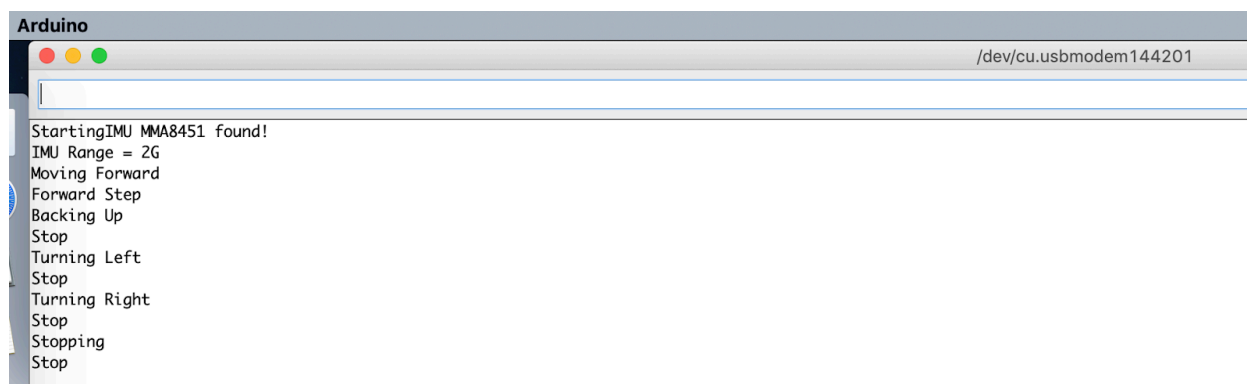 Arduino
/dev/cu.usbmodem144201
StartingIMU MMA8451 found!
IMU Range = 2G
Moving Forward
Forward Step
Backing Up
Stop
Turning Left
Stop
Turning Right
Stop
Stopping
Stop